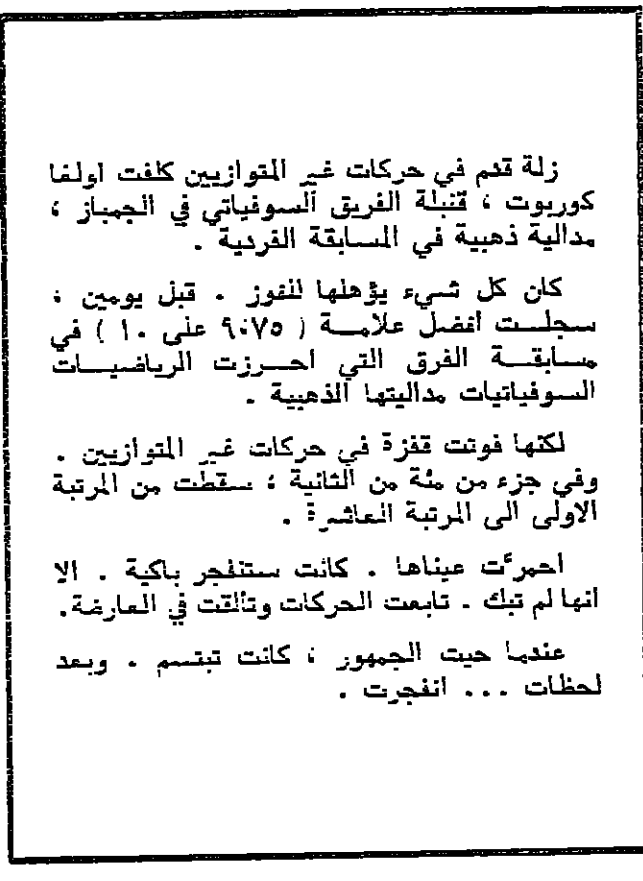 زلة قدم في حركات غير المتوازيين كلفت اولغا
كوربوت ، قنبلة الفريق السوفياتي في الجمباز ،
مدالية ذهبية في المسابقة الفردية .
كان كل شيء يؤهلها للفوز . قبل يومين ،
سجلت افضل علامة ( ٩،٧٥ على ١٠ ) في
مسابقة الفرق التي احرزت الرياضيات
السوفياتيات مداليتها الذهبية .
لكنها فوتت قفزة في حركات غير المتوازيين .
وفي جزء من مئة من الثانية ، سقطت من المرتبة
الاولى الى المرتبة العاشرة .
احمرّت عيناها . كانت ستنفجر باكية . الا
انها لم تبك . تابعت الحركات وتألقت في العارضة .
عندما حيت الجمهور ، كانت تبتسم . وبعد
لحظات ... انفجرت .